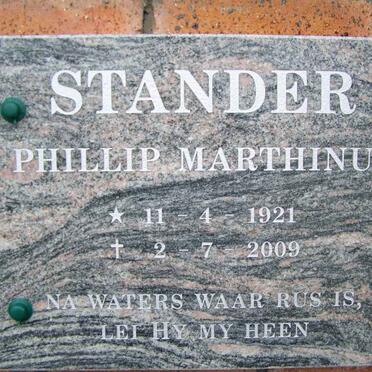 STANDER
PHILLIP MARTHINU
★ 11 - 4 - 1921
✝ 2 - 7 - 2009
NA WATERS WAAR RUS IS,
LEI HY MY HEEN